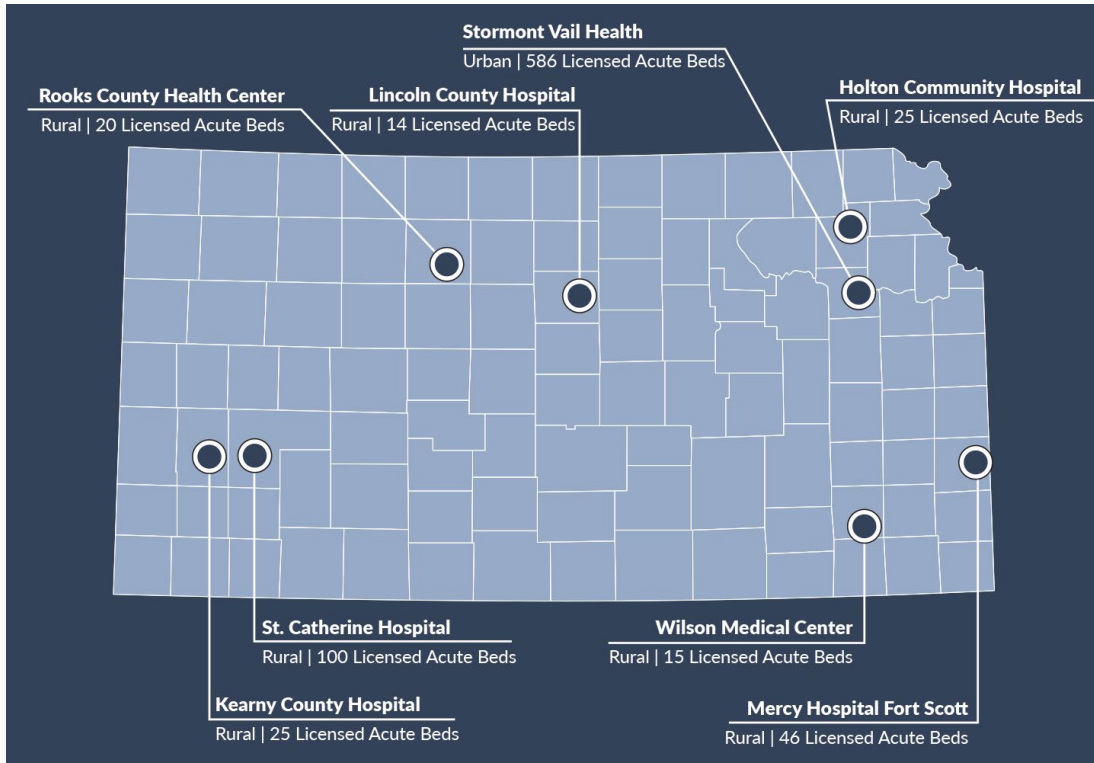 Stormont Vail Health
Urban | 586 Licensed Acute Beds
Rooks County Health Center
Rural | 20 Licensed Acute Beds
Lincoln County Hospital
Rural | 14 Licensed Acute Beds
Holton Community Hospital
Rural | 25 Licensed Acute Beds
St. Catherine Hospital
Rural | 100 Licensed Acute Beds
Wilson Medical Center
Rural | 15 Licensed Acute Beds
Kearny County Hospital
Rural | 25 Licensed Acute Beds
Mercy Hospital Fort Scott
Rural | 46 Licensed Acute Beds